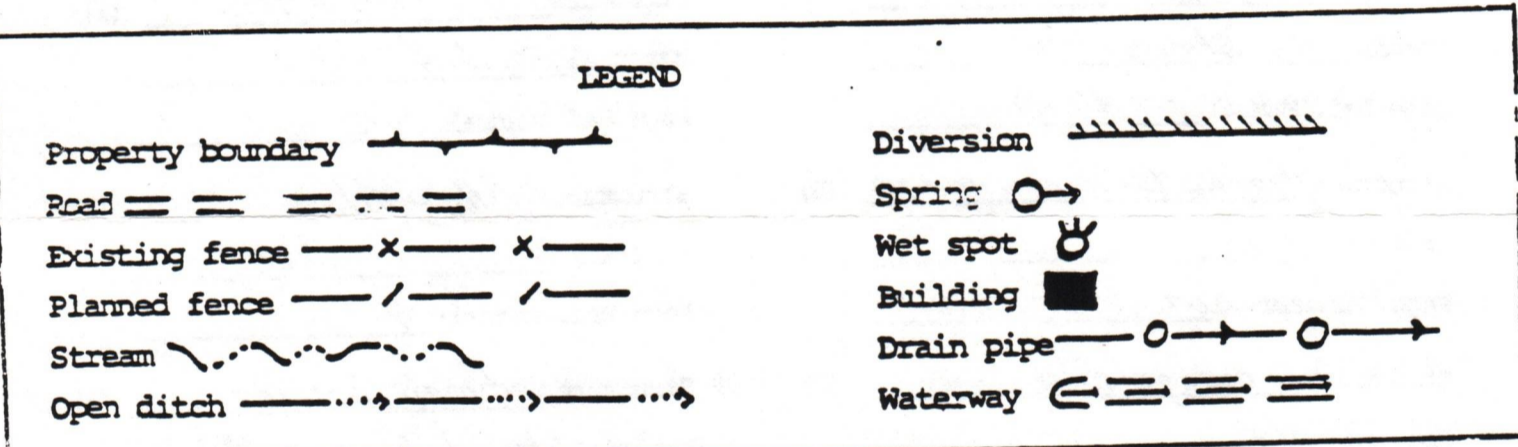 LEGEND
Property boundary
Road
Existing fence
Planned fence
Stream
Open ditch
Diversion
Spring
Wet spot
Building
Drain pipe
Waterway